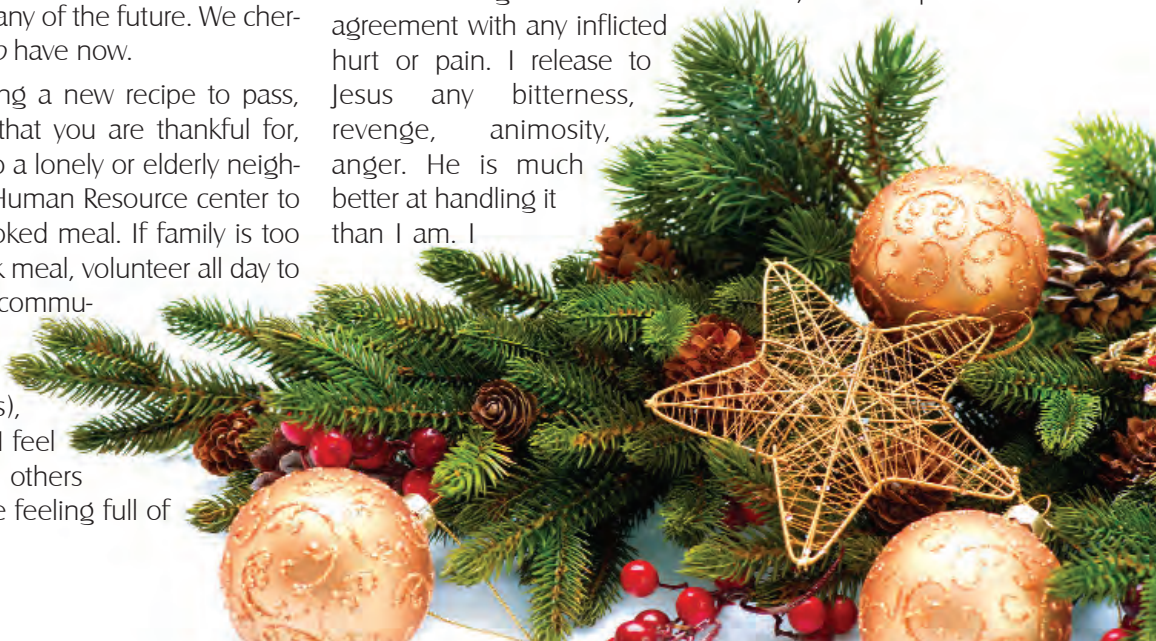 any of the future. We cher-
have now.
ng a new recipe to pass,
that you are thankful for,
a lonely or elderly neigh-
Human Resource center to
oked meal. If family is too
meal, volunteer all day to
commu-
s),
feel
others
feeling full of
agreement with any inflicted
hurt or pain. I release to
Jesus any bitterness,
revenge, animosity,
anger. He is much
better at handling it
than I am. I